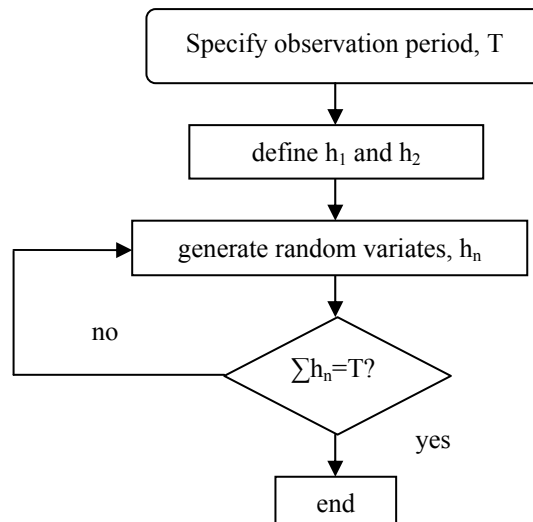 Specify observation period, T
define h₁ and h₂
generate random variates, hₙ
no
∑hₙ=T?
yes
end